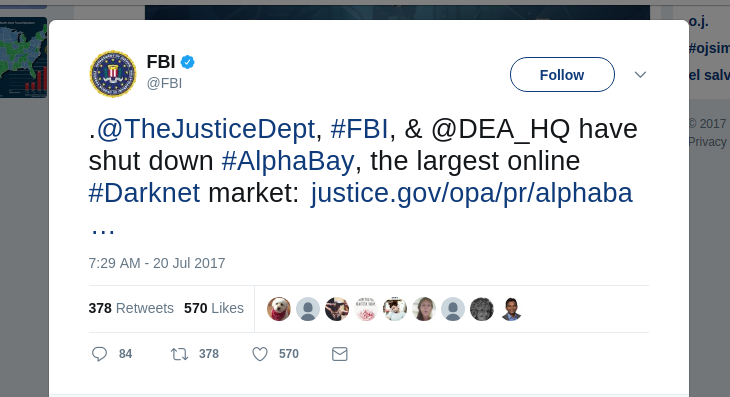 FBI
@FBI
Follow
.@TheJusticeDept, #FBI, & @DEA_HQ have
shut down #AlphaBay, the largest online
#Darknet market: justice.gov/opa/pr/alphaba
…
7:29 AM - 20 Jul 2017
378 Retweets 570 Likes
84 378 570
o.j.
#ojsim
el salv
© 2017
Privacy